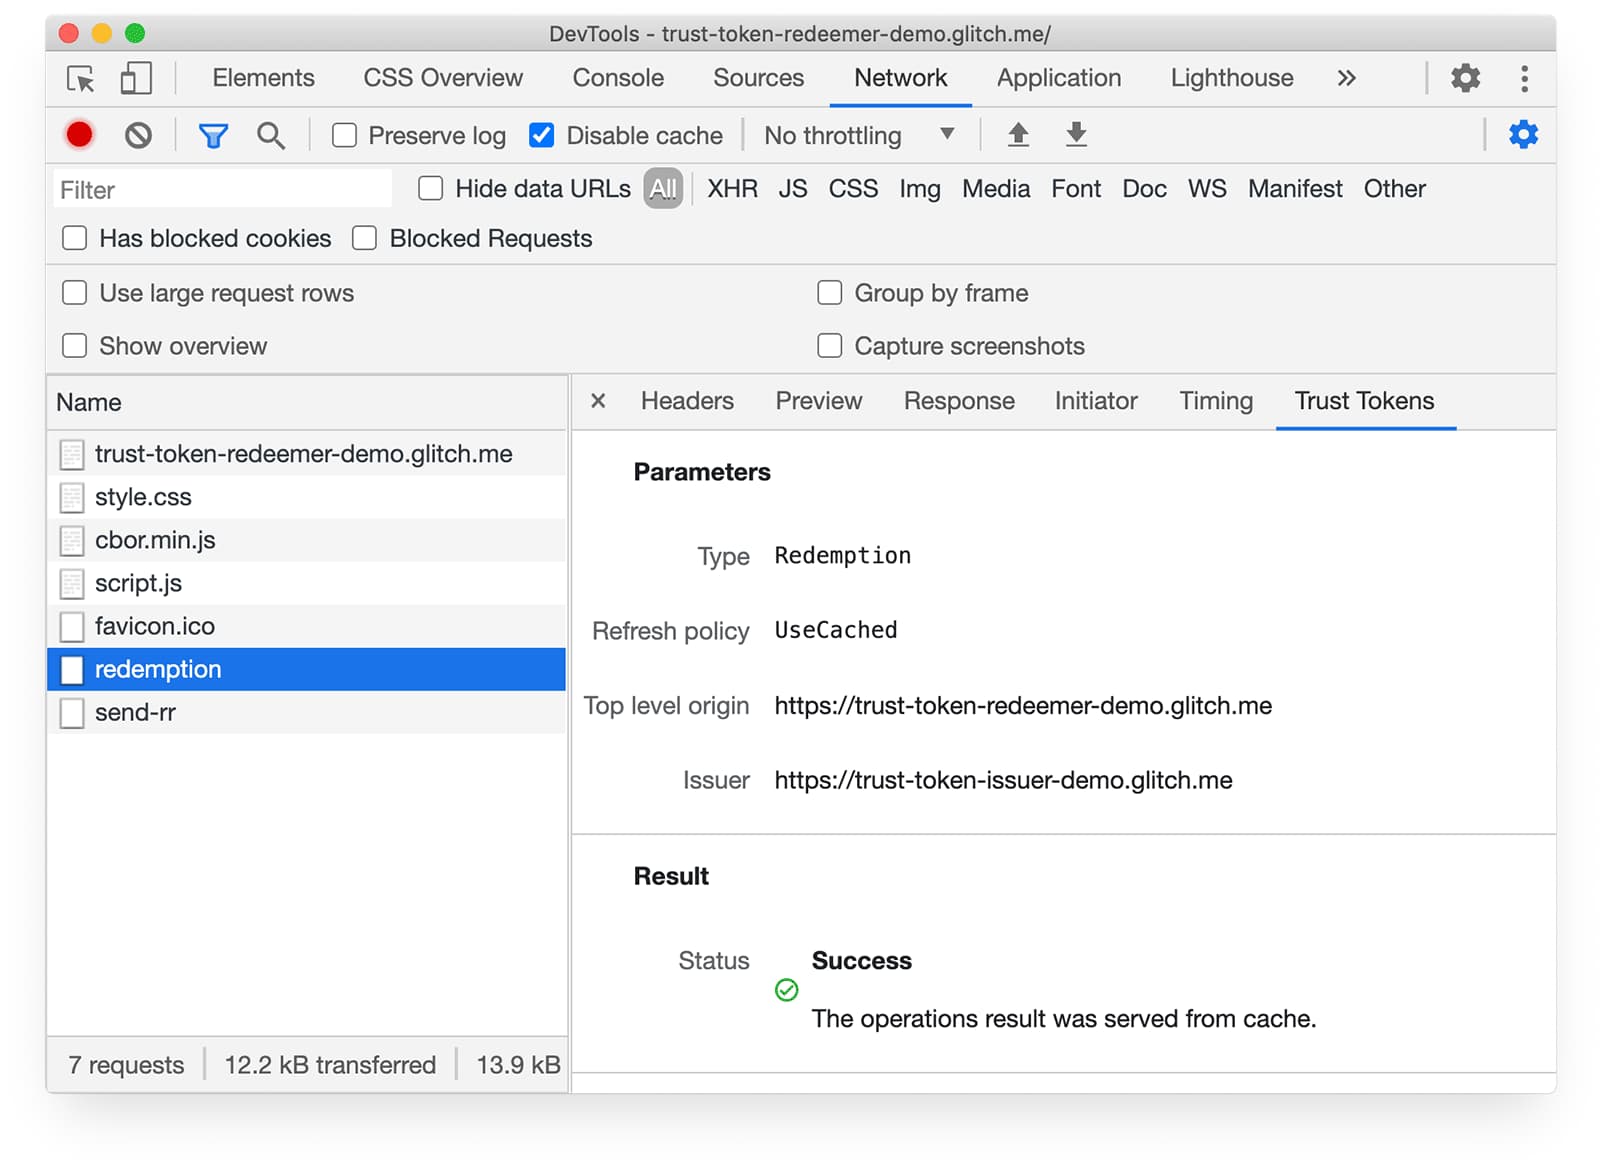 DevTools - trust-token-redeemer-demo.glitch.me/
Elements CSS Overview Console Sources Network Application Lighthouse »
Preserve log Disable cache No throttling
Filter Hide data URLs All XHR JS CSS Img Media Font Doc WS Manifest Other
Has blocked cookies Blocked Requests
Use large request rows Group by frame
Show overview Capture screenshots
Name
trust-token-redeemer-demo.glitch.me
style.css
cbor.min.js
script.js
favicon.ico
redemption
send-rr
7 requests 12.2 kB transferred 13.9 kB
× Headers Preview Response Initiator Timing Trust Tokens
Parameters
Type Redemption
Refresh policy UseCached
Top level origin https://trust-token-redeemer-demo.glitch.me
Issuer https://trust-token-issuer-demo.glitch.me
Result
Status Success
The operations result was served from cache.